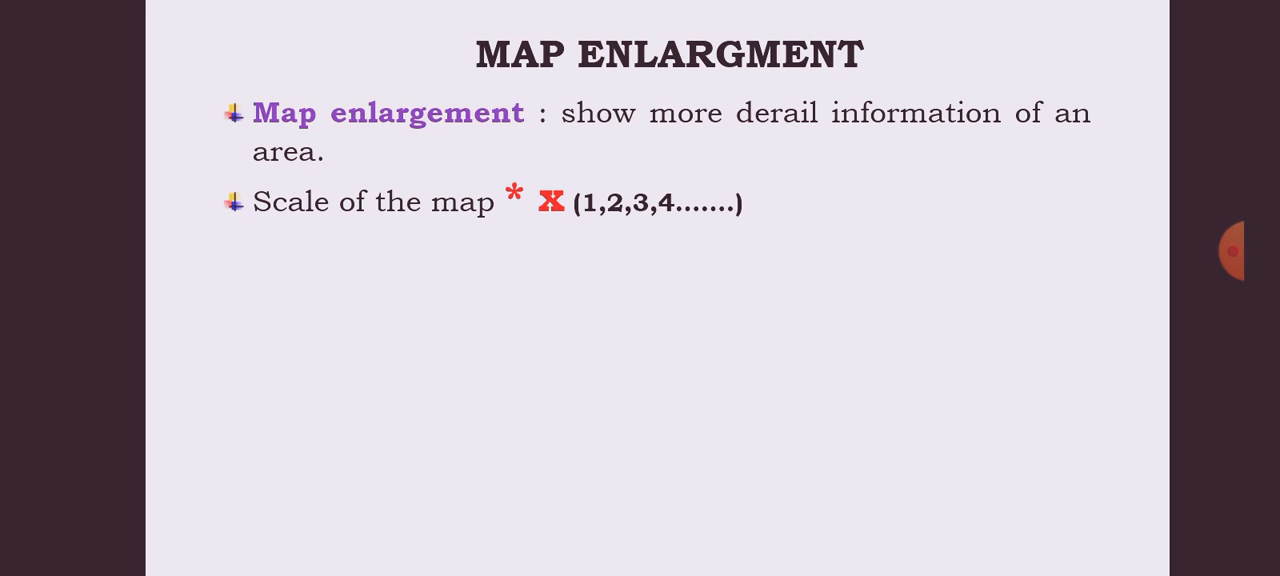 MAP ENLARGMENT
Map enlargement : show more derail information of an
area.
Scale of the map * X (1,2,3,4.......)